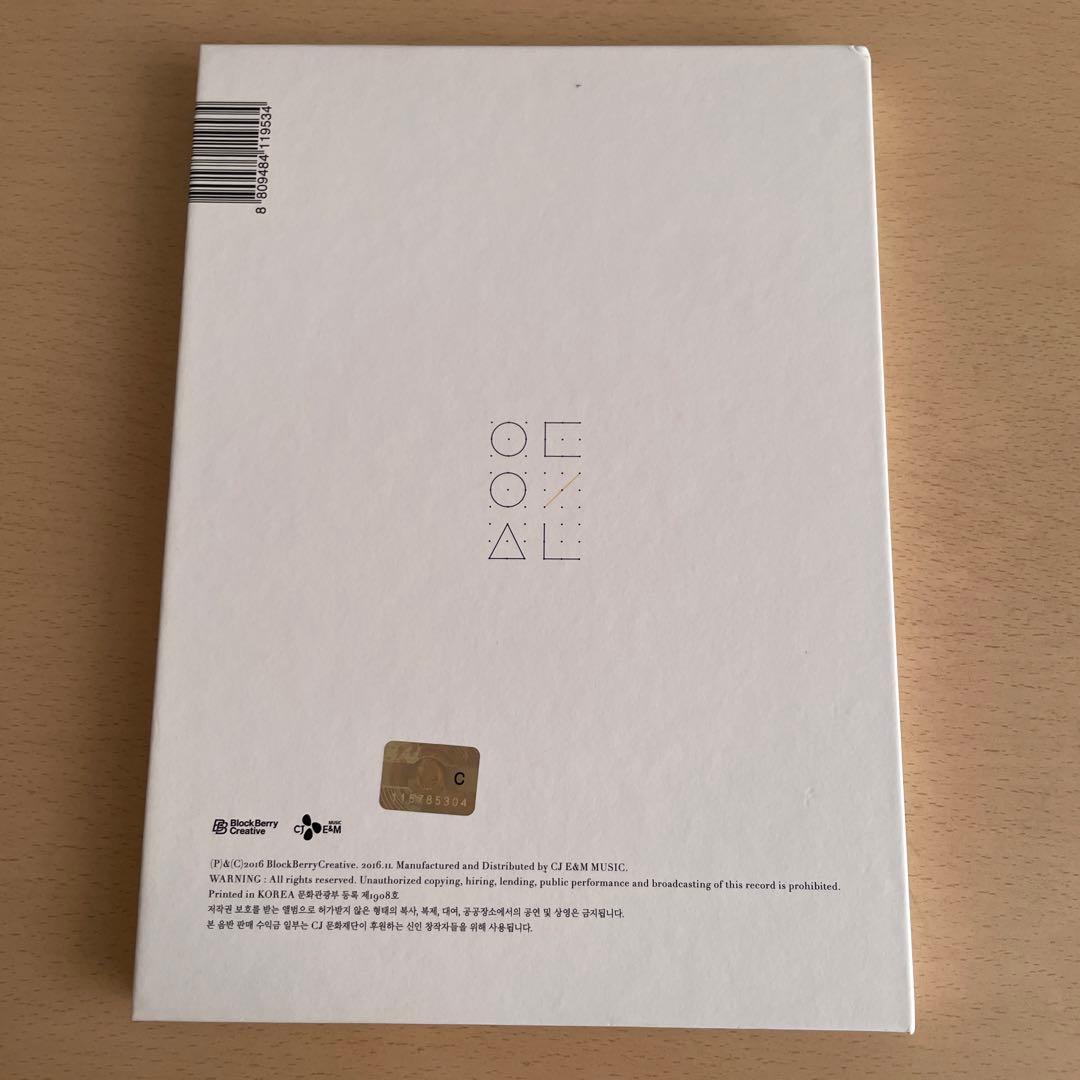 8 809484 119534
C
115785304
BlockBerry
Creative
CJ E&M
MUSIC
(P)&(C)2016 BlockBerryCreative. 2016.11. Manufactured and Distributed by CJ E&M MUSIC.
WARNING : All rights reserved. Unauthorized copying, hiring, lending, public performance and broadcasting of this record is prohibited.
Printed in KOREA 문화관광부 등록 제1908호
저작권 보호를 받는 앨범으로 허가받지 않은 형태의 복사, 복제, 대여, 공공장소에서의 공연 및 상영은 금지됩니다.
본 음반 판매 수익금 일부는 CJ 문화재단이 후원하는 신인 창작자들을 위해 사용됩니다.